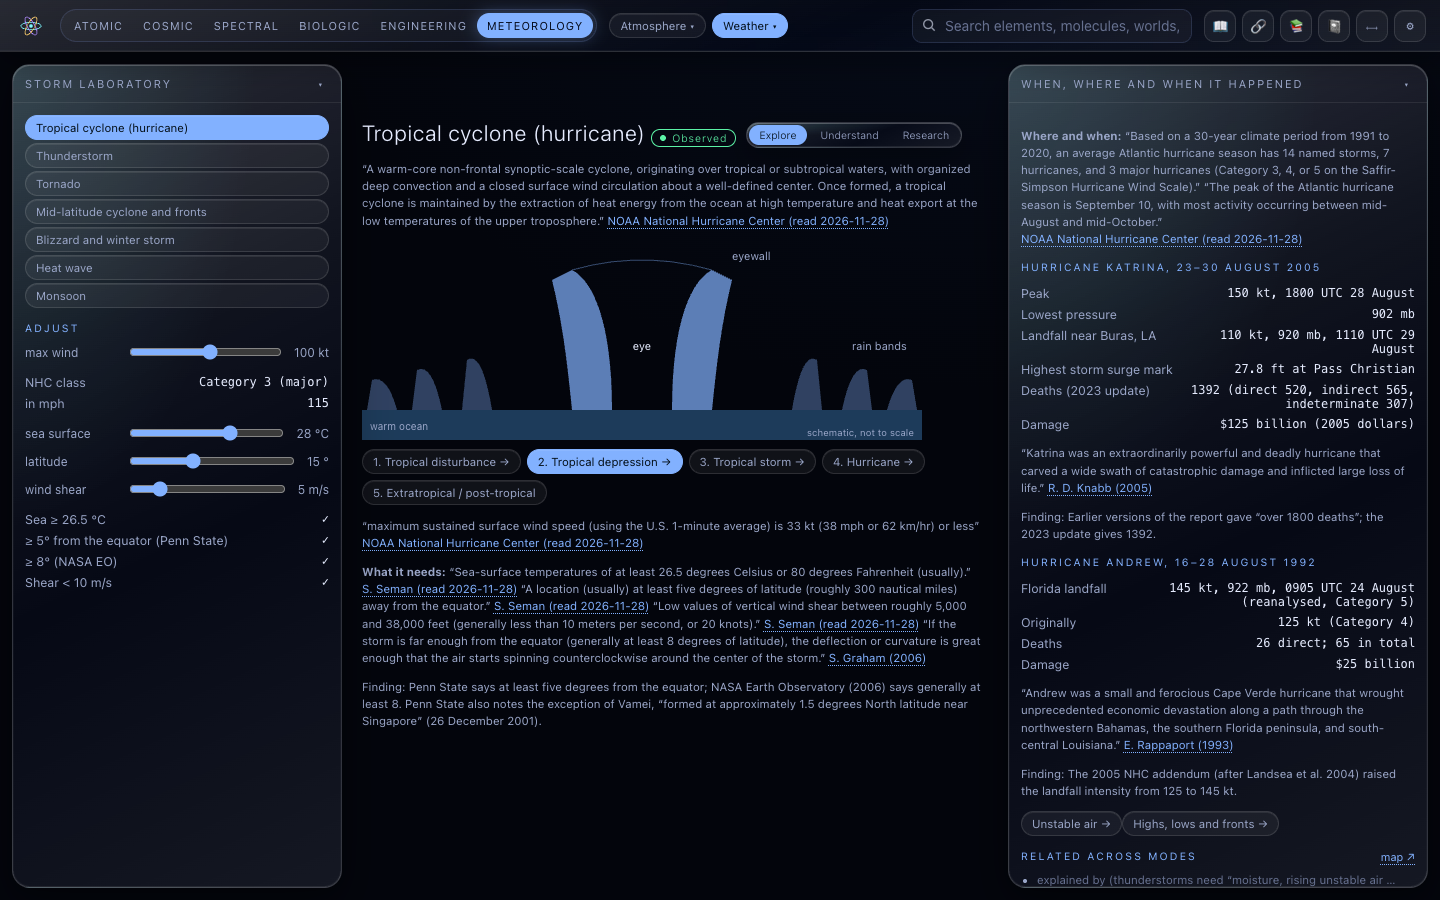 ATOMIC COSMIC SPECTRAL BIOLOGIC ENGINEERING METEOROLOGY Atmosphere ▾ Weather ▾ Search elements, molecules, worlds,
STORM LABORATORY
Tropical cyclone (hurricane)
Thunderstorm
Tornado
Mid-latitude cyclone and fronts
Blizzard and winter storm
Heat wave
Monsoon
ADJUST
max wind 100 kt
NHC class Category 3 (major)
in mph 115
sea surface 28 °C
latitude 15 °
wind shear 5 m/s
Sea ≥ 26.5 °C ✓
≥ 5° from the equator (Penn State) ✓
≥ 8° (NASA EO) ✓
Shear < 10 m/s ✓
Tropical cyclone (hurricane) Observed Explore Understand Research
“A warm-core non-frontal synoptic-scale cyclone, originating over tropical or subtropical waters, with organized
deep convection and a closed surface wind circulation about a well-defined center. Once formed, a tropical
cyclone is maintained by the extraction of heat energy from the ocean at high temperature and heat export at the
low temperatures of the upper troposphere.” NOAA National Hurricane Center (read 2026-11-28)
eyewall
eye
rain bands
warm ocean
schematic, not to scale
1. Tropical disturbance → 2. Tropical depression → 3. Tropical storm → 4. Hurricane →
5. Extratropical / post-tropical
“maximum sustained surface wind speed (using the U.S. 1-minute average) is 33 kt (38 mph or 62 km/hr) or less”
NOAA National Hurricane Center (read 2026-11-28)
What it needs: “Sea-surface temperatures of at least 26.5 degrees Celsius or 80 degrees Fahrenheit (usually).”
S. Seman (read 2026-11-28) “A location (usually) at least five degrees of latitude (roughly 300 nautical miles)
away from the equator.” S. Seman (read 2026-11-28) “Low values of vertical wind shear between roughly 5,000
and 38,000 feet (generally less than 10 meters per second, or 20 knots).” S. Seman (read 2026-11-28) “If the
storm is far enough from the equator (generally at least 8 degrees of latitude), the deflection or curvature is great
enough that the air starts spinning counterclockwise around the center of the storm.” S. Graham (2006)
Finding: Penn State says at least five degrees from the equator; NASA Earth Observatory (2006) says generally at
least 8. Penn State also notes the exception of Vamei, “formed at approximately 1.5 degrees North latitude near
Singapore” (26 December 2001).
WHEN, WHERE AND WHEN IT HAPPENED
Where and when: “Based on a 30-year climate period from 1991 to
2020, an average Atlantic hurricane season has 14 named storms, 7
hurricanes, and 3 major hurricanes (Category 3, 4, or 5 on the Saffir-
Simpson Hurricane Wind Scale).” “The peak of the Atlantic hurricane
season is September 10, with most activity occurring between mid-
August and mid-October.”
NOAA National Hurricane Center (read 2026-11-28)
HURRICANE KATRINA, 23–30 AUGUST 2005
Peak 150 kt, 1800 UTC 28 August
Lowest pressure 902 mb
Landfall near Buras, LA 110 kt, 920 mb, 1110 UTC 29
August
Highest storm surge mark 27.8 ft at Pass Christian
Deaths (2023 update) 1392 (direct 520, indirect 565,
indeterminate 307)
Damage $125 billion (2005 dollars)
“Katrina was an extraordinarily powerful and deadly hurricane that
carved a wide swath of catastrophic damage and inflicted large loss of
life.” R. D. Knabb (2005)
Finding: Earlier versions of the report gave “over 1800 deaths”; the
2023 update gives 1392.
HURRICANE ANDREW, 16–28 AUGUST 1992
Florida landfall 145 kt, 922 mb, 0905 UTC 24 August
(reanalysed, Category 5)
Originally 125 kt (Category 4)
Deaths 26 direct; 65 in total
Damage $25 billion
“Andrew was a small and ferocious Cape Verde hurricane that wrought
unprecedented economic devastation along a path through the
northwestern Bahamas, the southern Florida peninsula, and south-
central Louisiana.” E. Rappaport (1993)
Finding: The 2005 NHC addendum (after Landsea et al. 2004) raised
the landfall intensity from 125 to 145 kt.
Unstable air → Highs, lows and fronts →
RELATED ACROSS MODES map ↗
• explained by (thunderstorms need “moisture, rising unstable air ...